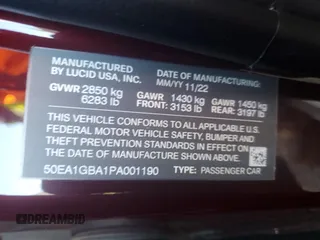 MANUFACTURED
BY LUCID USA, INC.
DATE OF MANUFACTURE:
MM/YY 11/22
GVWR 2850 kg
6283 lb
GAWR 1430 kg
FRONT: 3153 lb
GAWR 1450 kg
REAR: 3197 lb
THIS VEHICLE CONFORMS TO ALL APPLICABLE U.S.
FEDERAL MOTOR VEHICLE SAFETY, BUMPER AND
THEFT PREVENTION STANDARDS IN EFFECT ON THE
DATE OF MANUFACTURE SHOWN ABOVE.
50EA1GBA1PA001190
TYPE: PASSENGER CAR
© DREAMBID